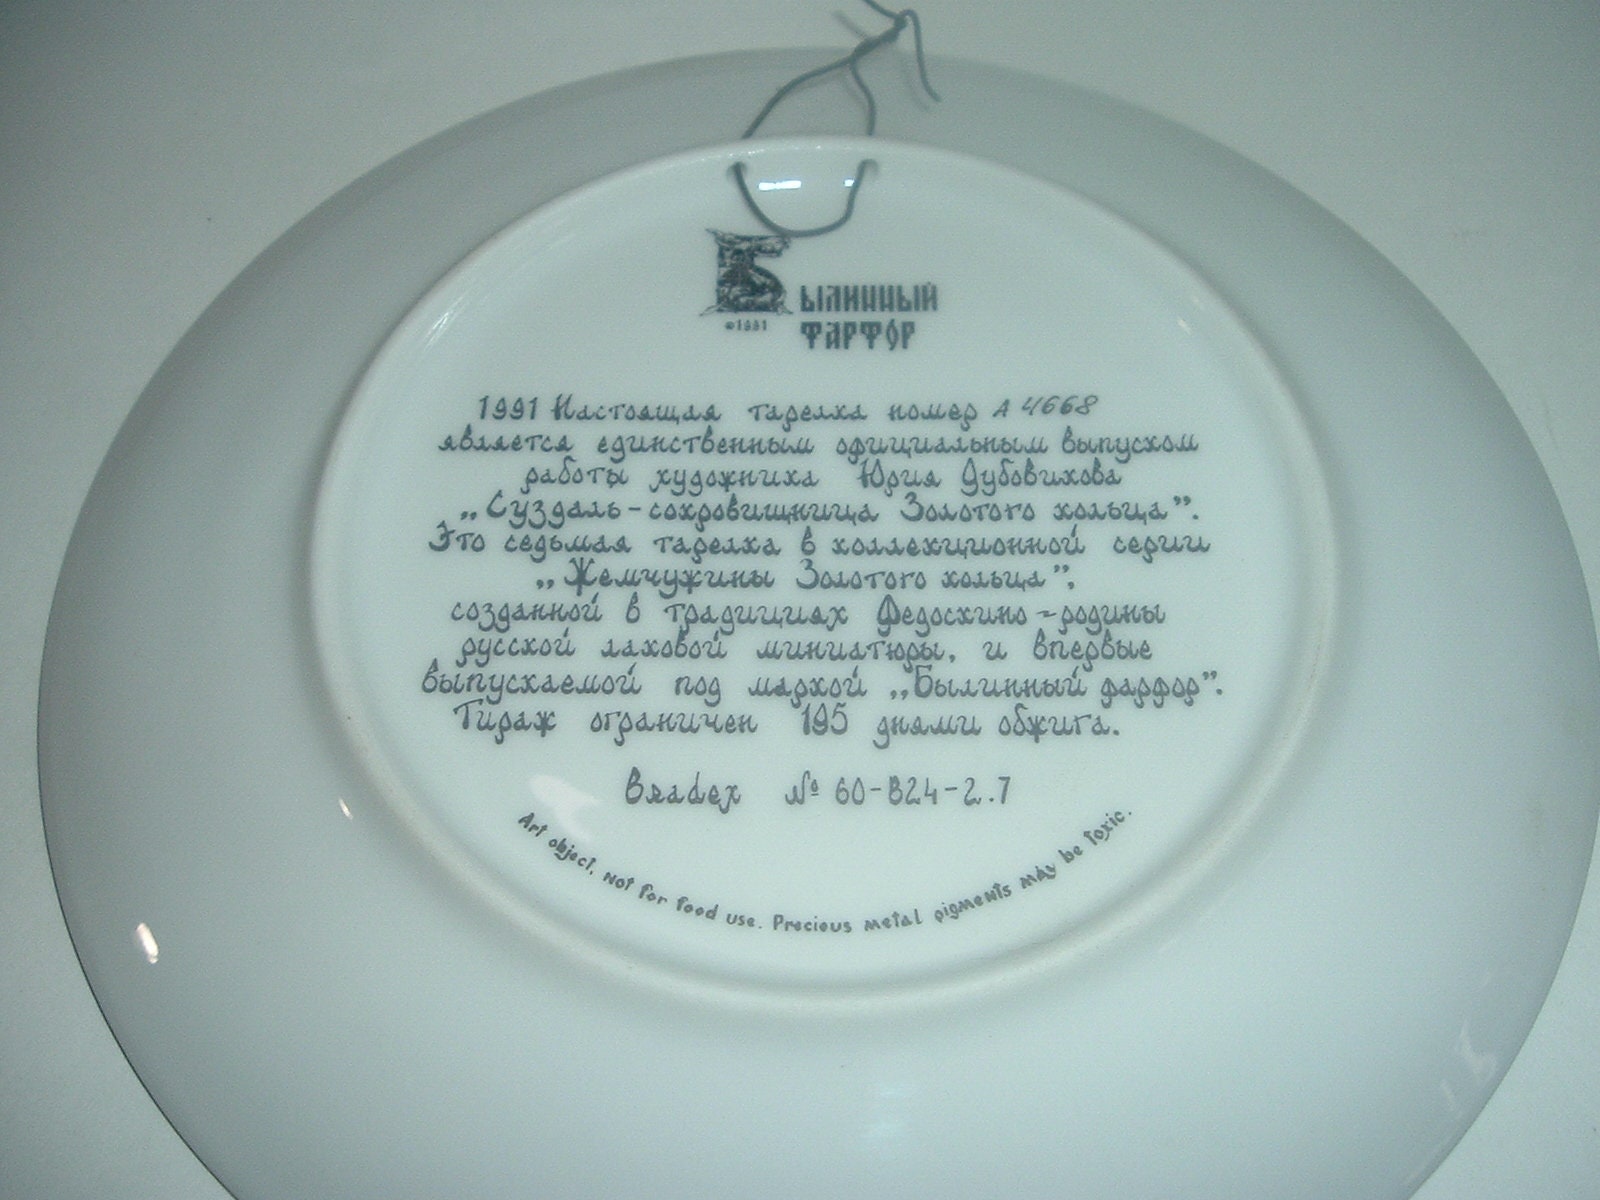 Былинный
©1991 фарфор
1991 Настоящая тарелка номер A 4668
является единственным официальным выпуском
работы художника Юрия Дубовикова
„Суздаль-сокровищница Золотого кольца”.
Это седьмая тарелка в коллекционной серии
„Жемчужины Золотого кольца”,
созданной в традициях Федоскино-родины
русской лаковой миниатюры, и впервые
выпускаемой под маркой „Былинный фарфор”.
Тираж ограничен 195 днями обжига.
Bradex № 60-B24-2.7
Art object, not for food use. Precious metal pigments may be toxic.